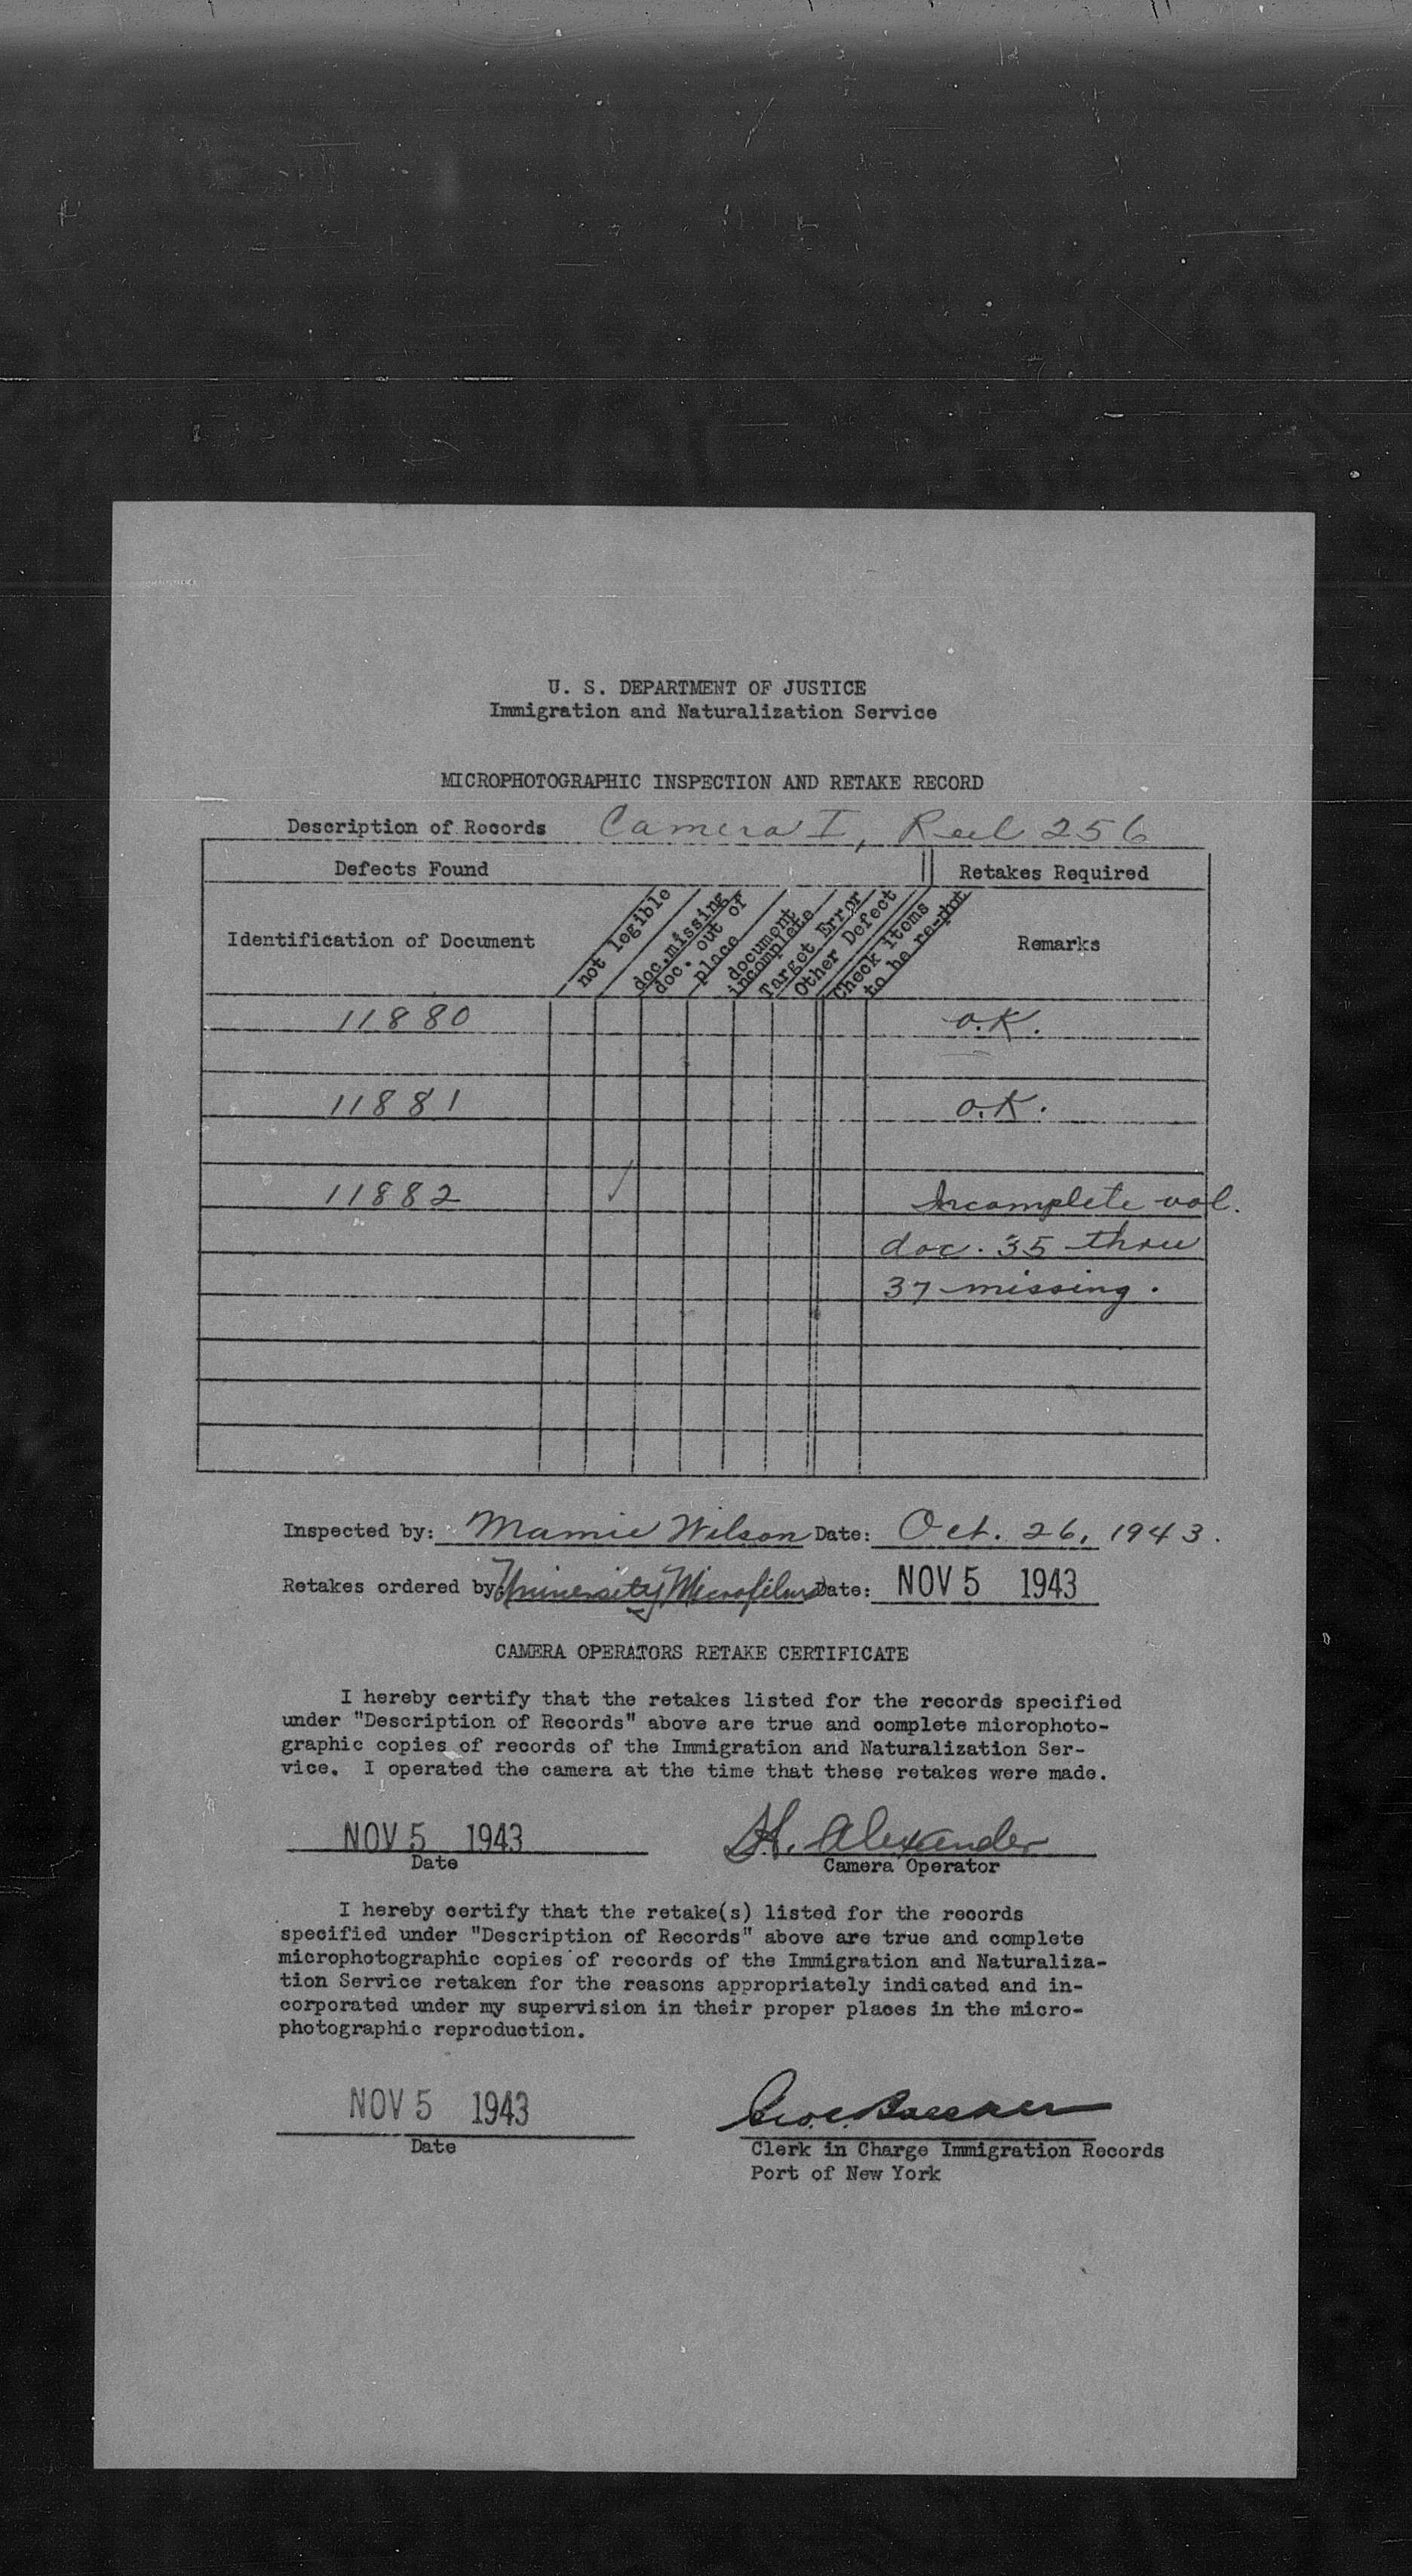 U. S. DEPARTMENT OF JUSTICE
Immigration and Naturalization Service
MICROPHOTOGRAPHIC INSPECTION AND RETAKE RECORD
Description of Records Camera I, Reel 256
Defects Found Retakes Required
Identification of Document not legible doc.missing doc. out of place document incomplete Target Error Other Defect Check items to be re-phot Remarks
11880 O.K.
11881 O.K.
11882 ✓ Incomplete vol.
doc. 35 thru
37 missing.
Inspected by: Mamie Wilson Date: Oct. 26, 1943.
Retakes ordered by: University Microfilms Date: NOV 5 1943
CAMERA OPERATORS RETAKE CERTIFICATE
I hereby certify that the retakes listed for the records specified
under "Description of Records" above are true and complete microphoto-
graphic copies of records of the Immigration and Naturalization Ser-
vice. I operated the camera at the time that these retakes were made.
NOV 5 1943 H. Alexander
Date Camera Operator
I hereby certify that the retake(s) listed for the records
specified under "Description of Records" above are true and complete
microphotographic copies of records of the Immigration and Naturaliza-
tion Service retaken for the reasons appropriately indicated and in-
corporated under my supervision in their proper places in the micro-
photographic reproduction.
NOV 5 1943
Date Clerk in Charge Immigration Records
Port of New York